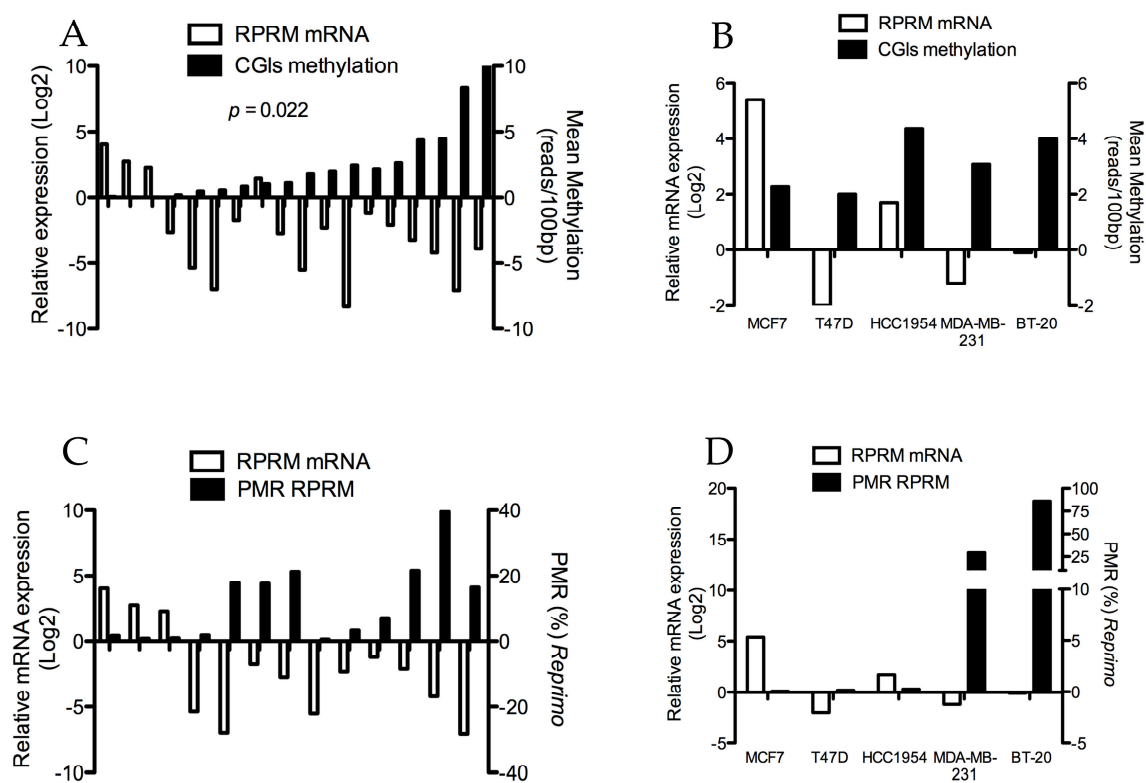 A
RPRM mRNA
CGIs methylation
p = 0.022
Relative expression (Log2)
10
5
0
-5
-10
10
5
0
-5
-10
Mean Methylation
(reads/100bp)
B
RPRM mRNA
CGIs methylation
Relative mRNA expression
(Log2)
6
4
2
0
-2
6
4
2
0
-2
Mean Methylation
(reads/100bp)
MCF7
T47D
HCC1954
MDA-MB-
231
BT-20
C
RPRM mRNA
PMR RPRM
Relative mRNA expression
(Log2)
10
5
0
-5
-10
40
20
0
-20
-40
PMR (%) Reprimo
D
RPRM mRNA
PMR RPRM
Relative mRNA expression
(Log2)
20
15
10
5
0
-5
100
75
50
25
10
5
0
-5
PMR (%) Reprimo
MCF7
T47D
HCC1954
MDA-MB-
231
BT-20